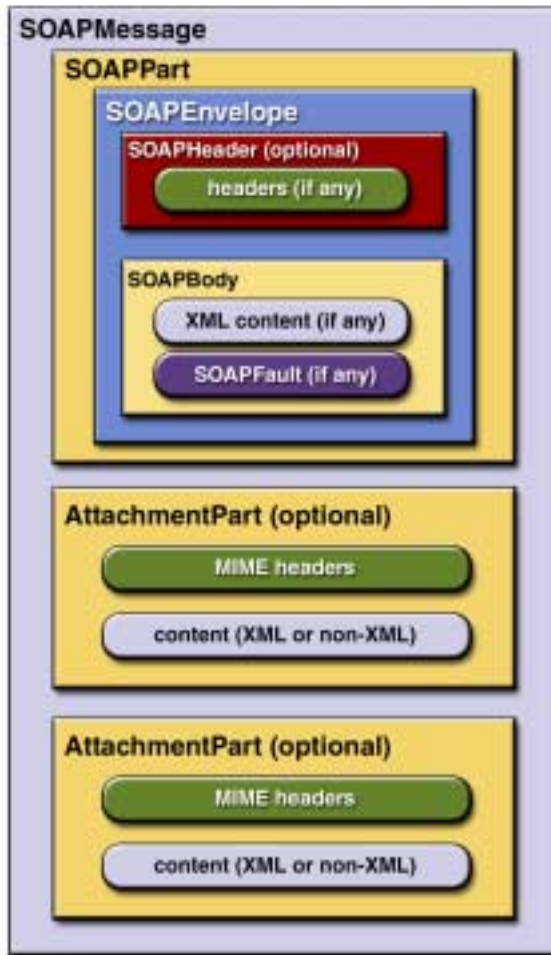 SOAPMessage
SOAPPart
SOAPEnvelope
SOAPHeader (optional)
headers (if any)
SOAPBody
XML content (if any)
SOAPFault (if any)
AttachmentPart (optional)
MIME headers
content (XML or non-XML)
AttachmentPart (optional)
MIME headers
content (XML or non-XML)